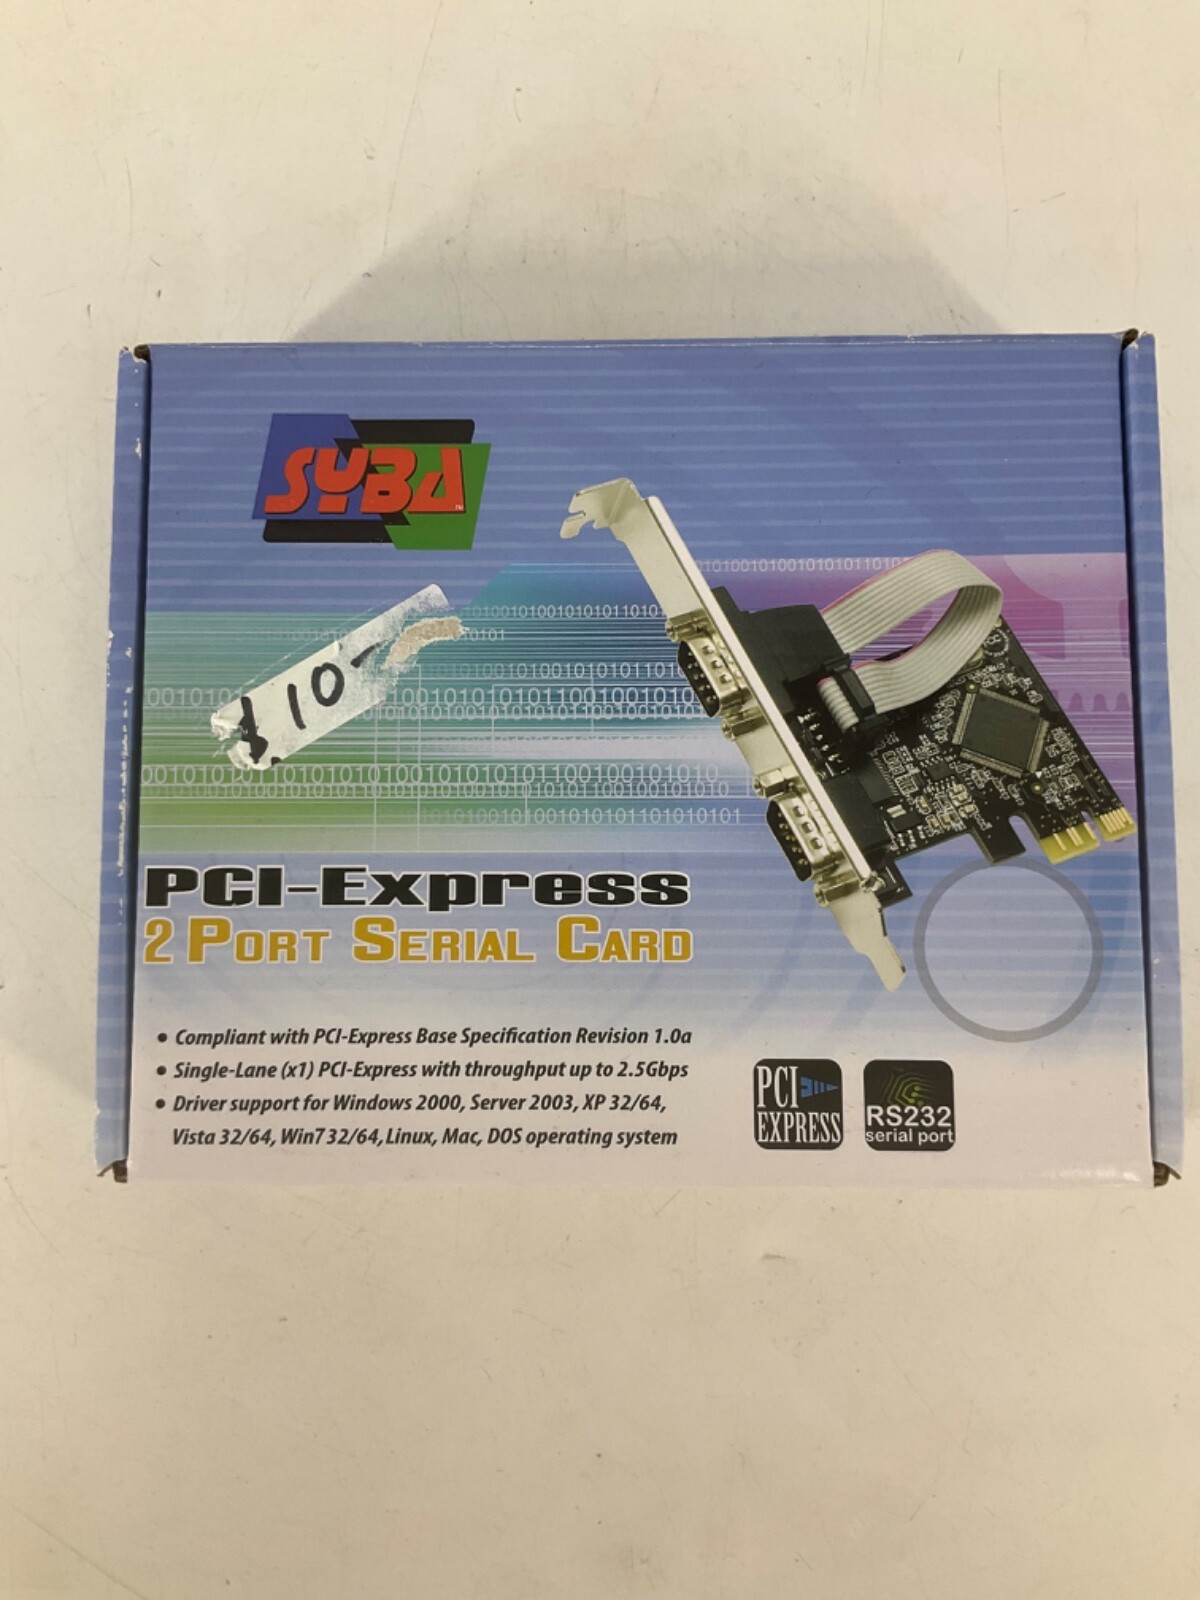 SYBA
$10-
PCI-Express
2 PORT SERIAL CARD
• Compliant with PCI-Express Base Specification Revision 1.0a
• Single-Lane (x1) PCI-Express with throughput up to 2.5Gbps
• Driver support for Windows 2000, Server 2003, XP 32/64,
Vista 32/64, Win7 32/64, Linux, Mac, DOS operating system
PCI
EXPRESS
RS232
serial port